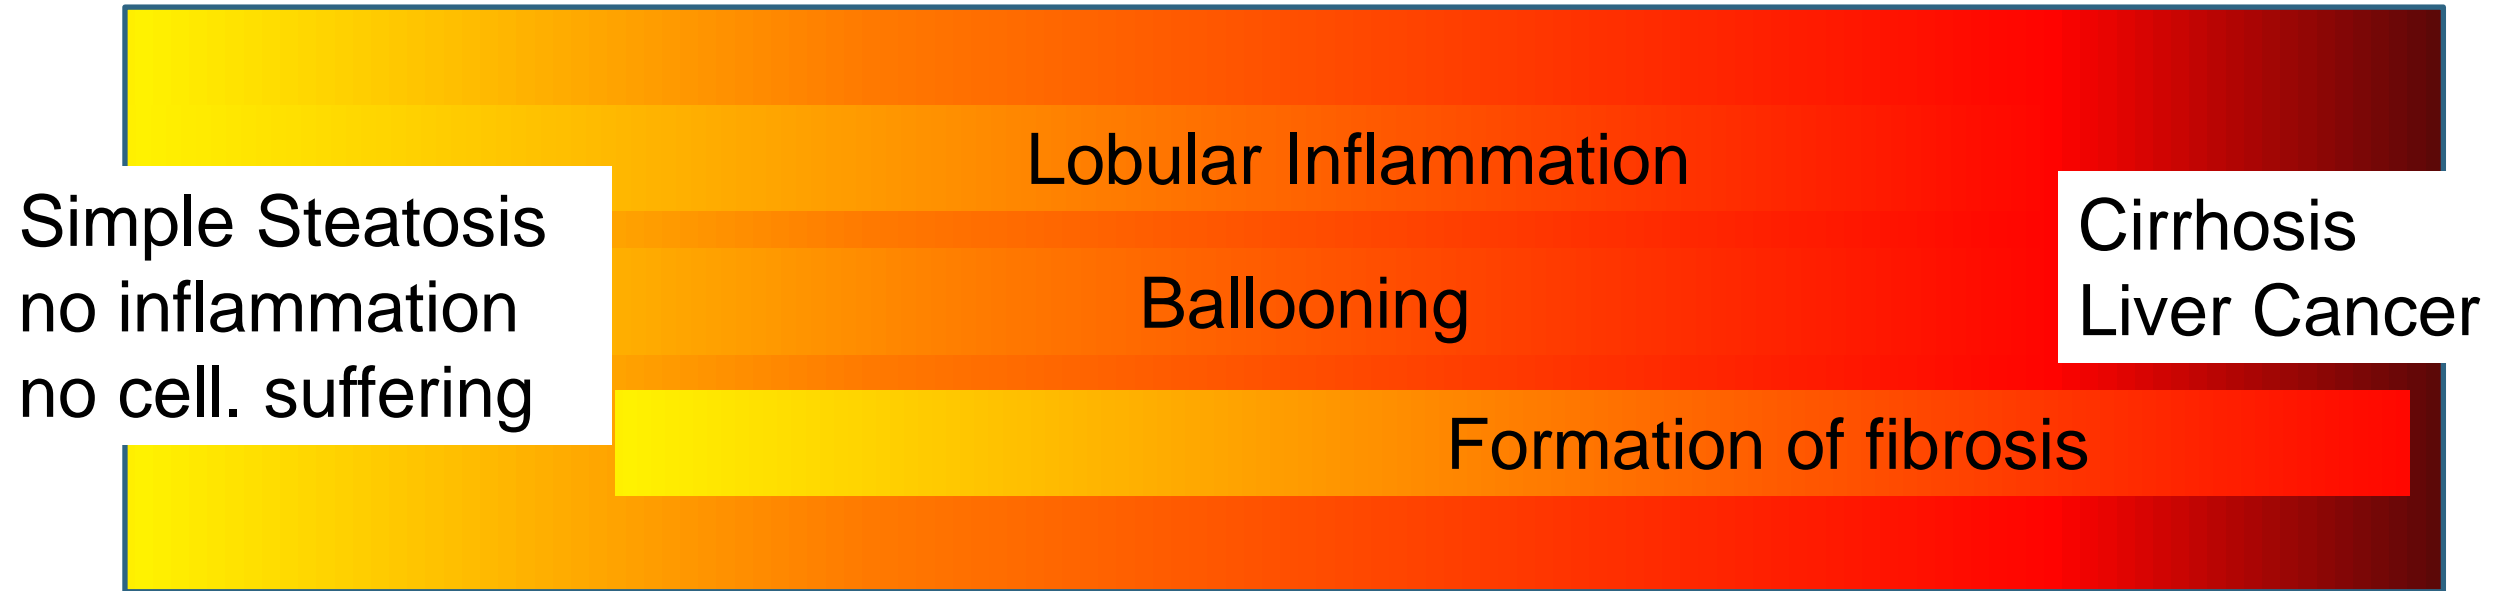 Simple Steatosis
no inflammation
no cell. suffering
Lobular Inflammation
Ballooning
Formation of fibrosis
Cirrhosis
Liver Cancer